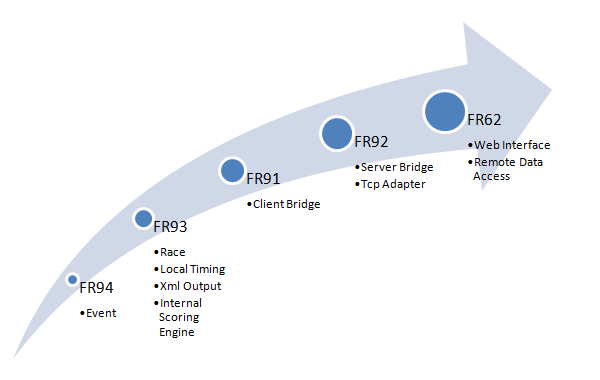 FR94
•Event
FR93
•Race
•Local Timing
•Xml Output
•Internal
Scoring
Engine
FR91
•Client Bridge
FR92
•Server Bridge
•Tcp Adapter
FR62
•Web Interface
•Remote Data
Access